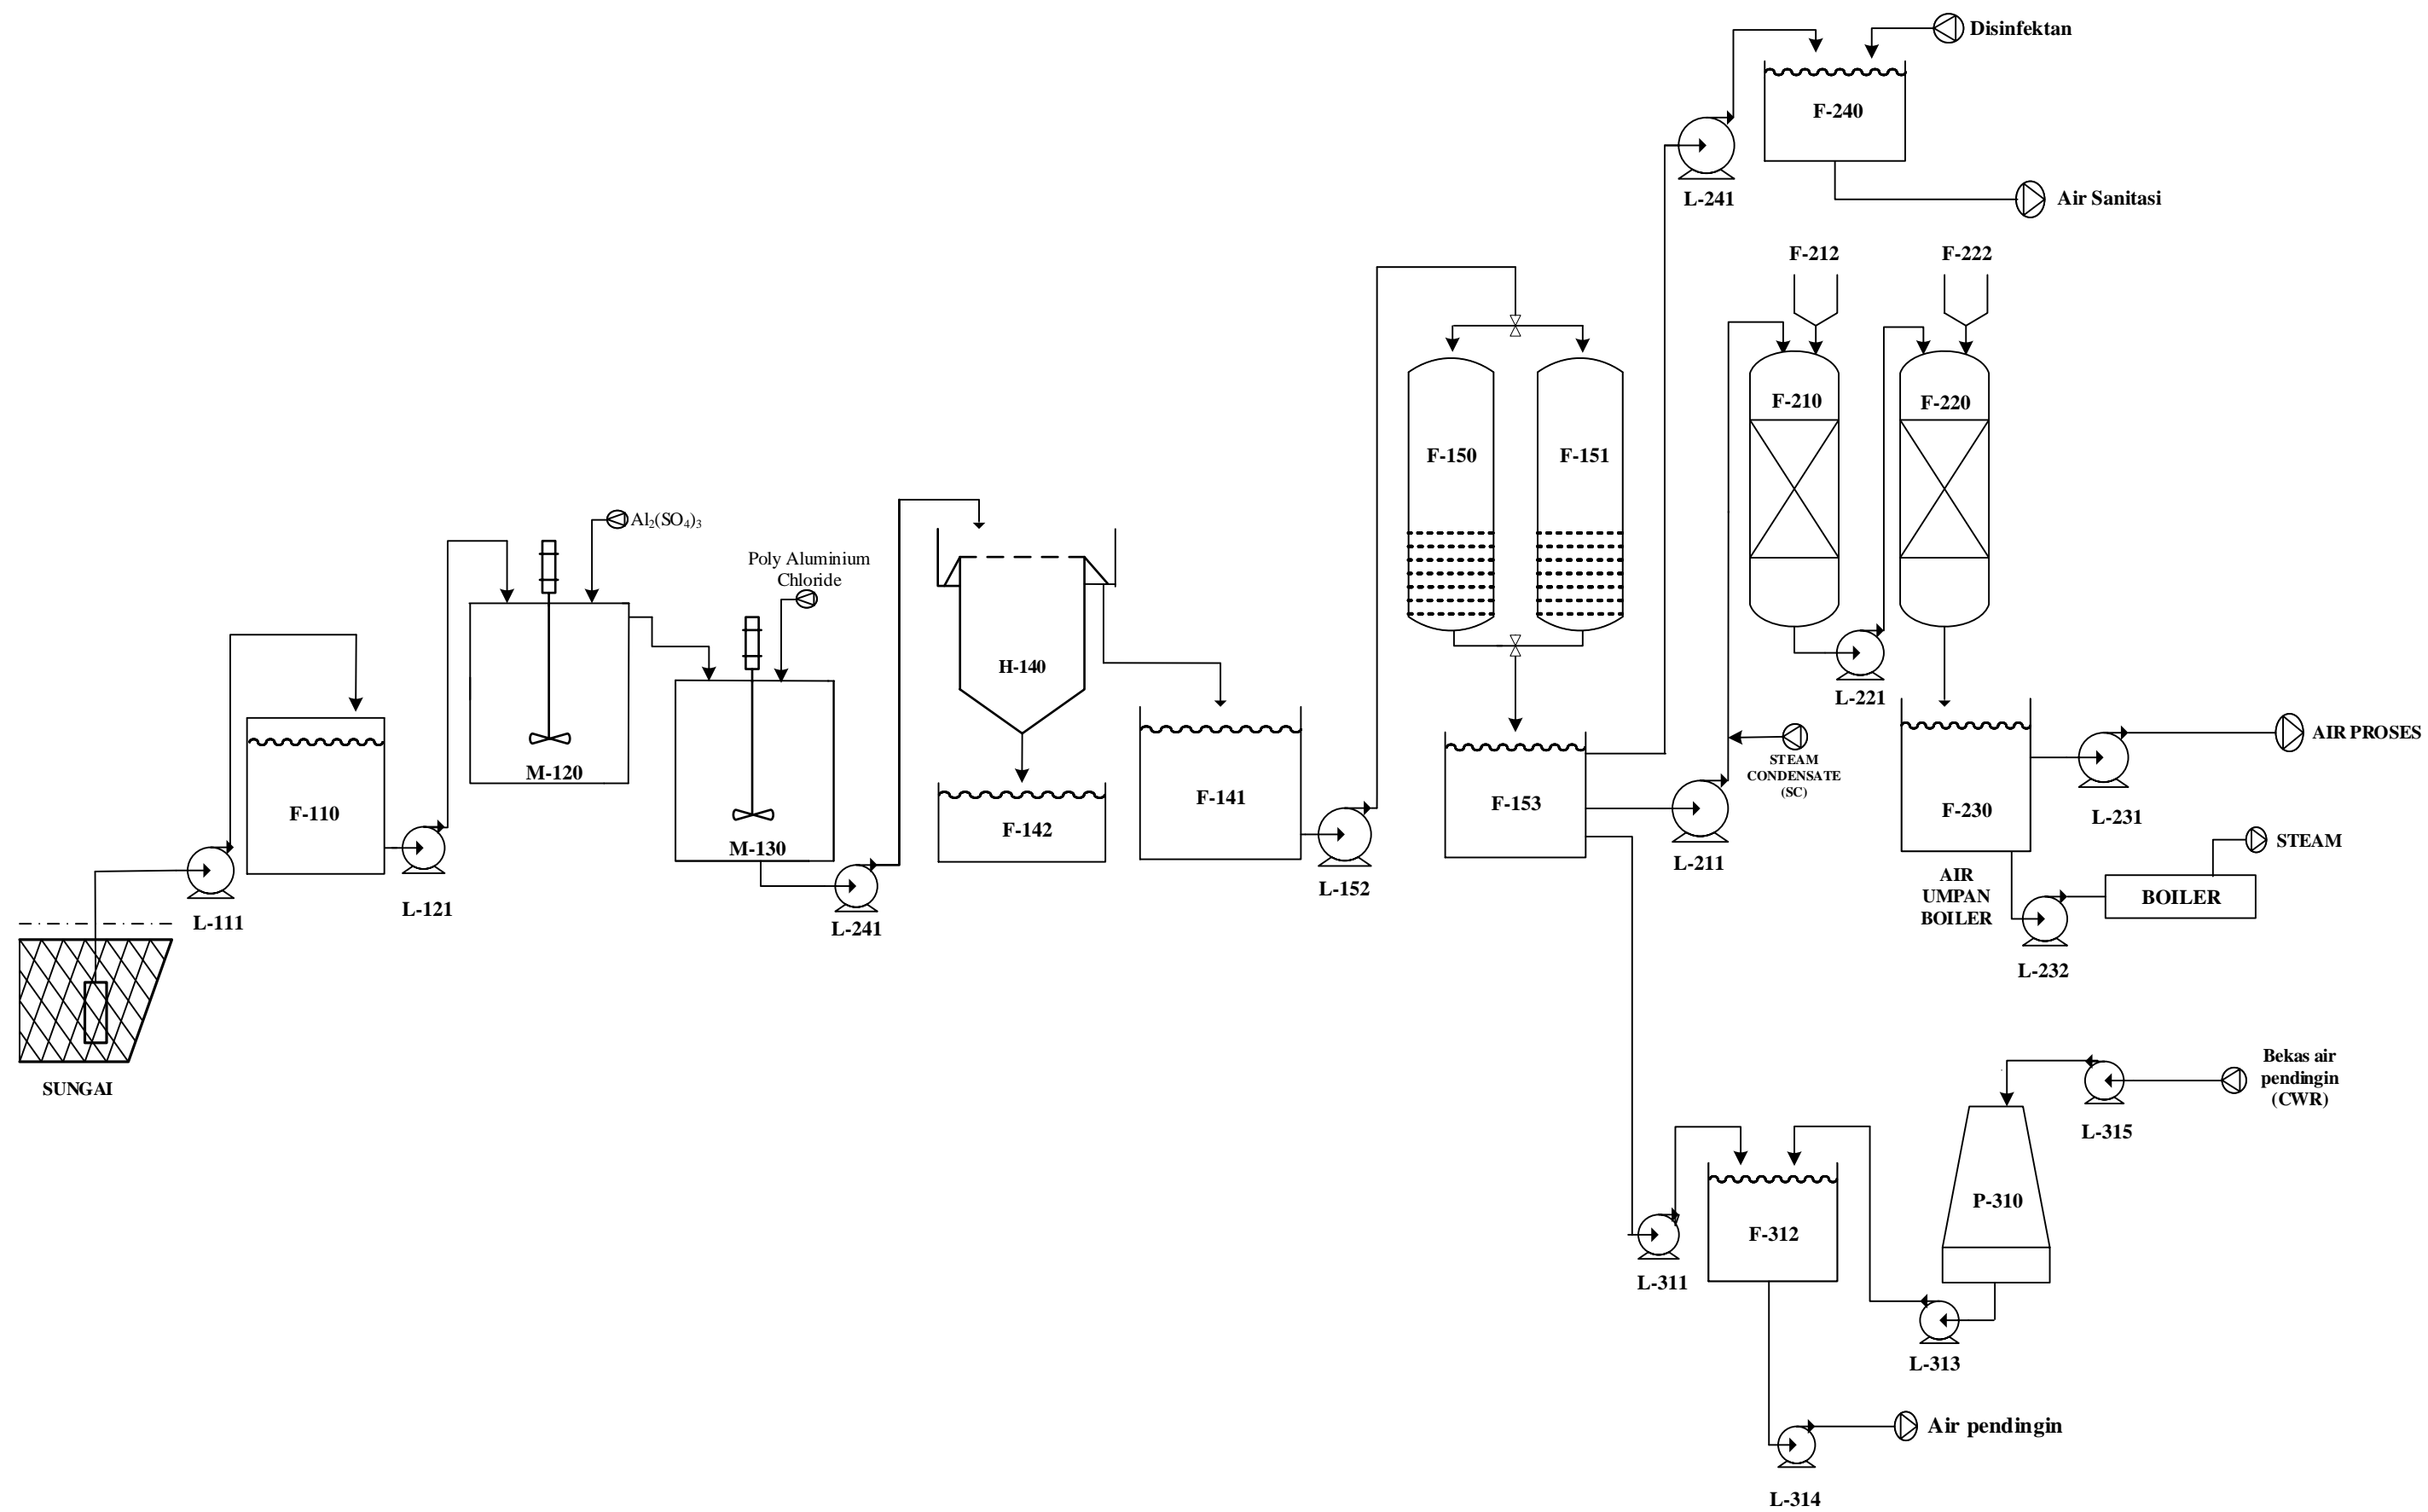 Disinfektan
F-240
L-241
Air Sanitasi
F-212
F-222
F-210
F-220
F-150
F-151
Al₂(SO₄)₃
Poly Aluminium
Chloride
H-140
L-221
AIR PROSES
STEAM
CONDENSATE
(SC)
M-120
F-141
F-153
F-230
L-231
F-110
F-142
STEAM
M-130
L-211
AIR
UMPAN
BOILER
BOILER
L-152
L-121
L-111
L-241
L-232
SUNGAI
Bekas air
pendingin
(CWR)
L-315
P-310
F-312
L-311
L-313
Air pendingin
L-314